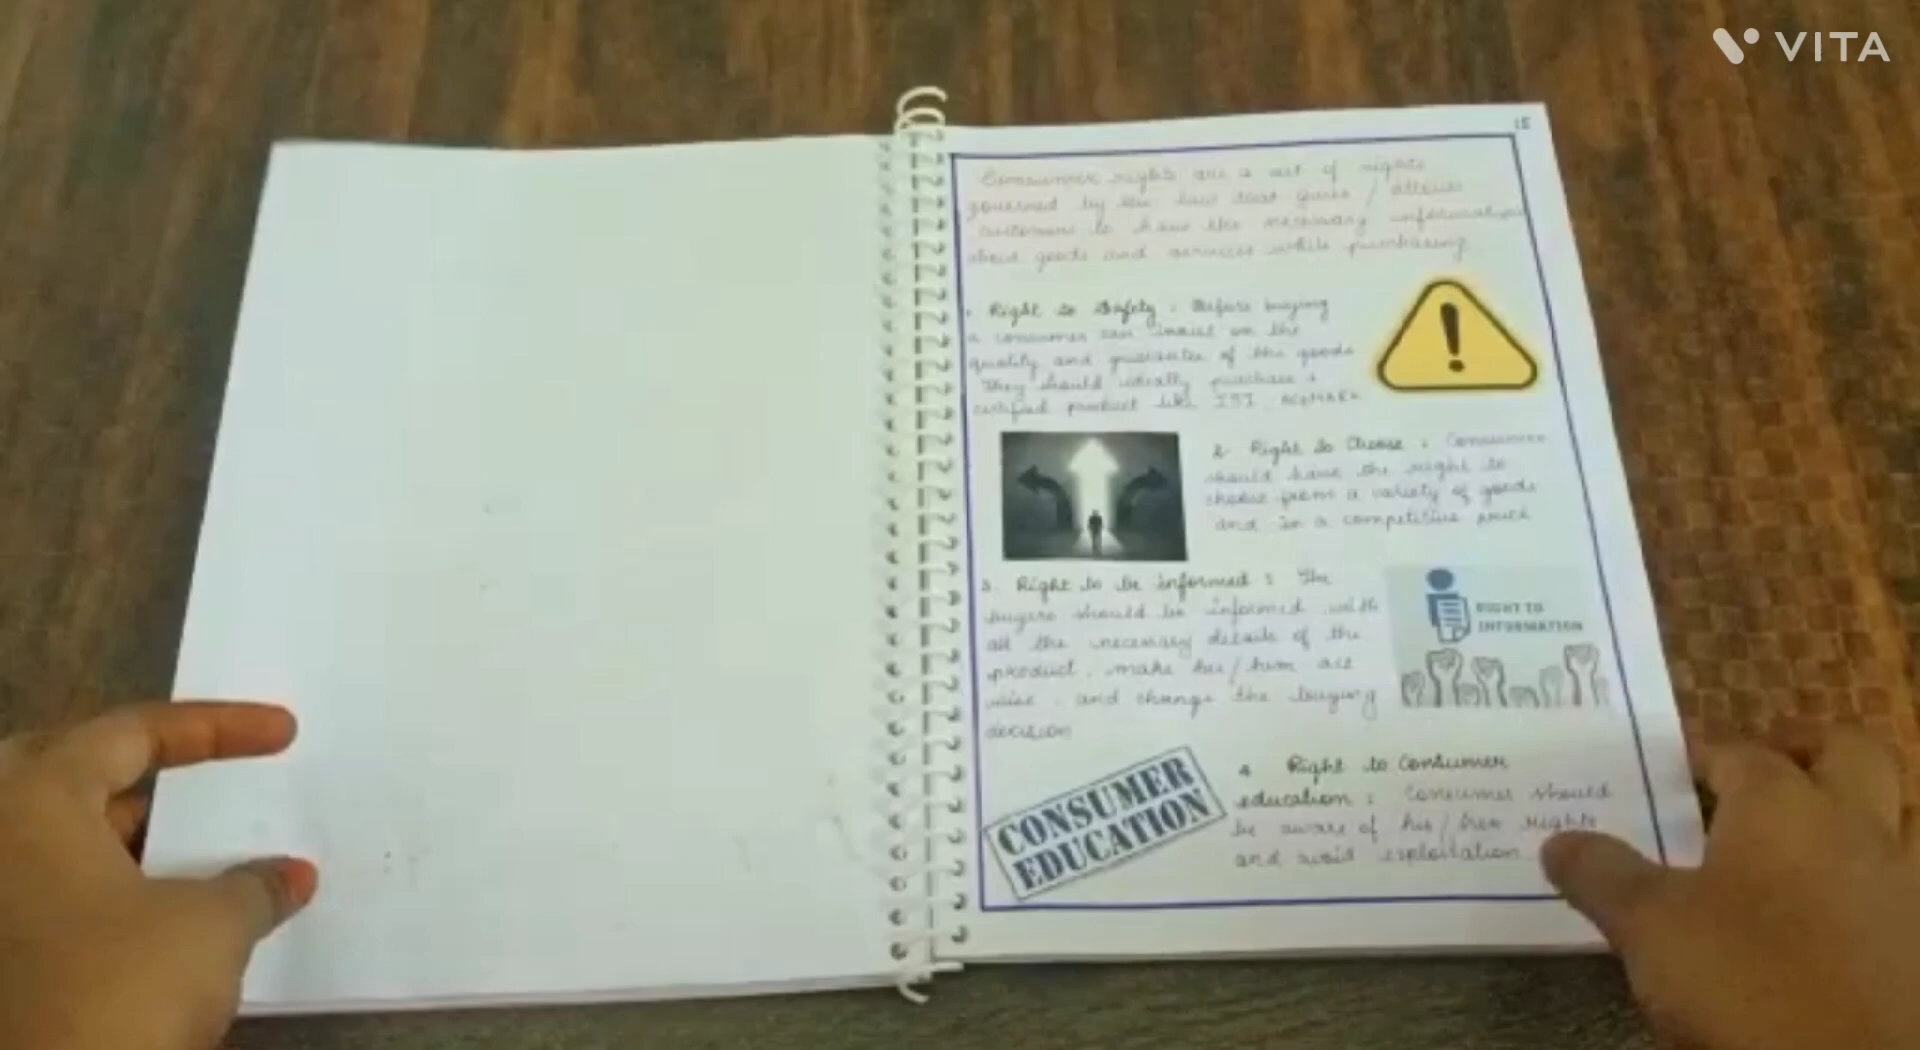 VITA
15
Consumer rights are a set of rights
governed by the law that gives / allows
customers to have the necessary information
about goods and services while purchasing
Right to Safety : Before buying
a consumer can insist on the
quality and guarantee of the goods
They should ideally purchase
certified product like ISI AGMARK
2. Right to Choose : Consumer
should have the right to
choose from a variety of goods
and in a competitive price
3. Right to be informed : The
buyers should be informed with
all the necessary details of the
product, make her/him act
wise, and change the buying
decision
RIGHT TO
INFORMATION
CONSUMER
EDUCATION
4 Right to Consumer
education : Consumer should
be aware of his/her rights
and avoid exploitation